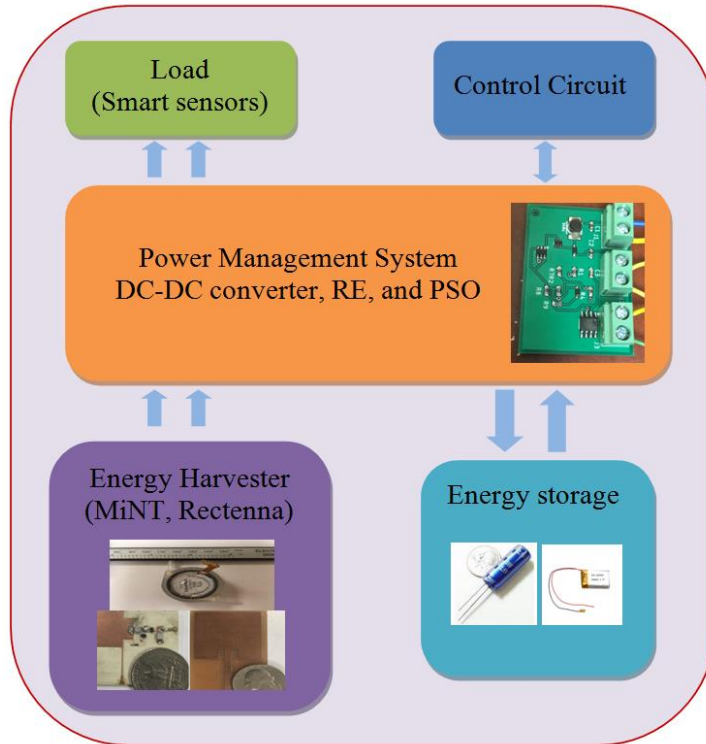 Load
(Smart sensors)
Control Circuit
Power Management System
DC-DC converter, RE, and PSO
Energy Harvester
(MiNT, Rectenna)
Energy storage